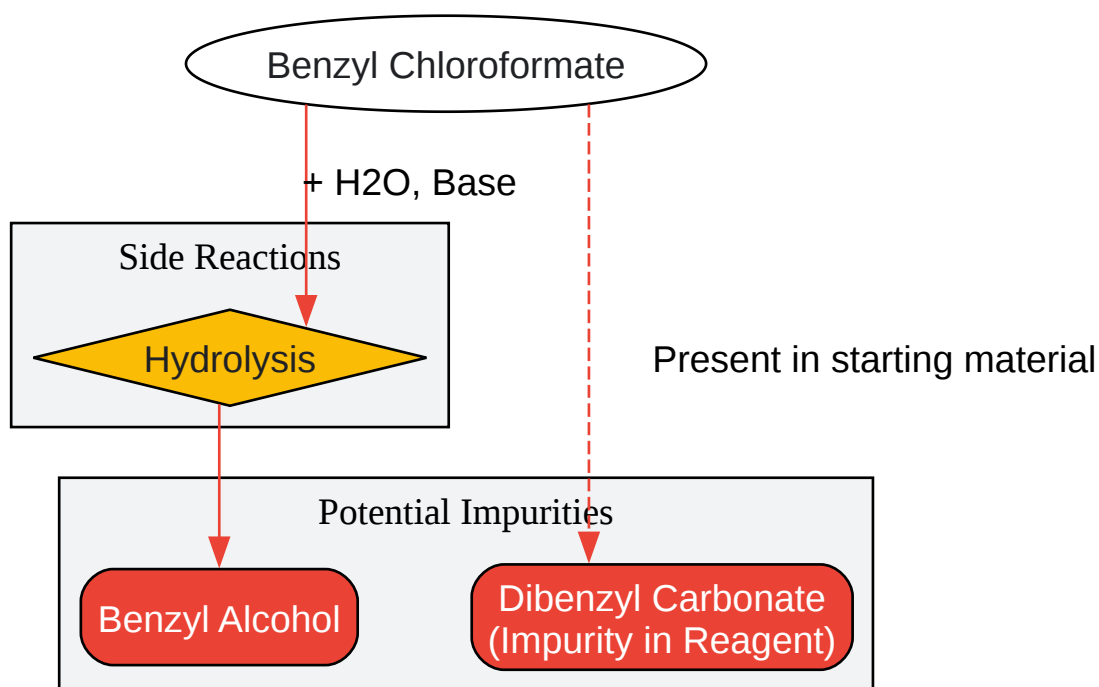 Benzyl Chloroformate
+ H2O, Base
Side Reactions
Hydrolysis
Present in starting material
Potential Impurities
Benzyl Alcohol
Dibenzyl Carbonate
(Impurity in Reagent)